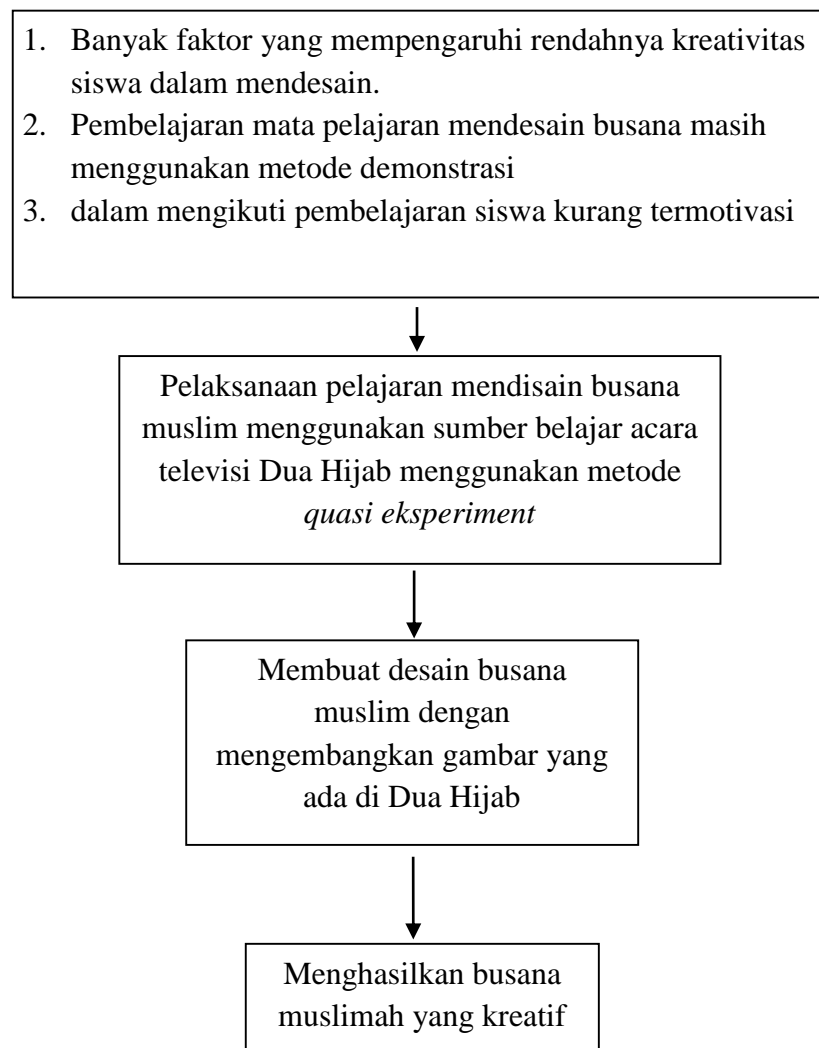 1. Banyak faktor yang mempengaruhi rendahnya kreativitas
siswa dalam mendesain.
2. Pembelajaran mata pelajaran mendesain busana masih
menggunakan metode demonstrasi
3. dalam mengikuti pembelajaran siswa kurang termotivasi
Pelaksanaan pelajaran mendisain busana
muslim menggunakan sumber belajar acara
televisi Dua Hijab menggunakan metode
quasi eksperiment
Membuat desain busana
muslim dengan
mengembangkan gambar yang
ada di Dua Hijab
Menghasilkan busana
muslimah yang kreatif